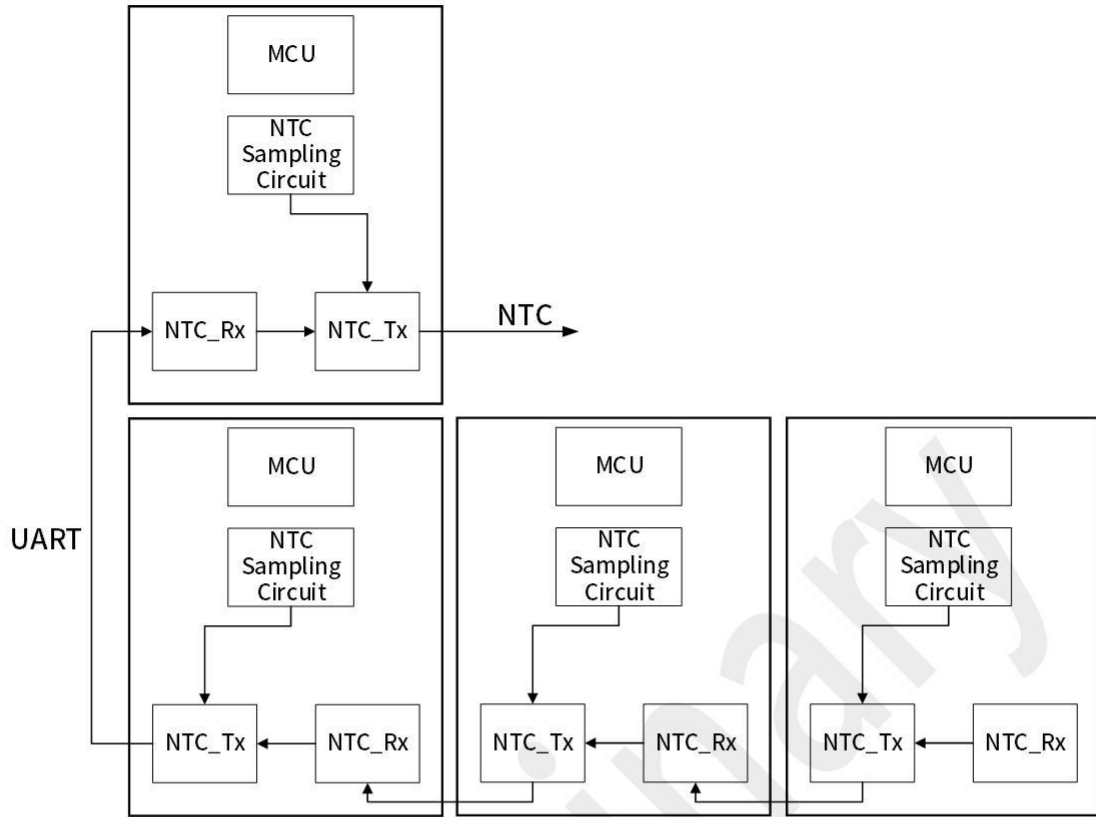 MCU
NTC
Sampling
Circuit
NTC_Rx
NTC_Tx
NTC
UART
MCU
NTC
Sampling
Circuit
NTC_Tx
NTC_Rx
MCU
NTC
Sampling
Circuit
NTC_Tx
NTC_Rx
MCU
NTC
Sampling
Circuit
NTC_Tx
NTC_Rx
inary